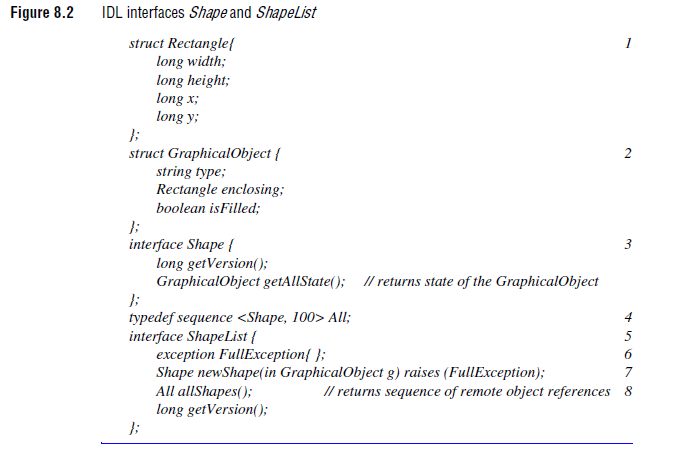 Figure 8.2 IDL interfaces Shape and ShapeList
struct Rectangle{ 1
long width;
long height;
long x;
long y;
};
struct GraphicalObject { 2
string type;
Rectangle enclosing;
boolean isFilled;
};
interface Shape { 3
long getVersion();
GraphicalObject getAllState(); // returns state of the GraphicalObject
};
typedef sequence <Shape, 100> All; 4
interface ShapeList { 5
exception FullException{ }; 6
Shape newShape(in GraphicalObject g) raises (FullException); 7
All allShapes(); // returns sequence of remote object references 8
long getVersion();
};